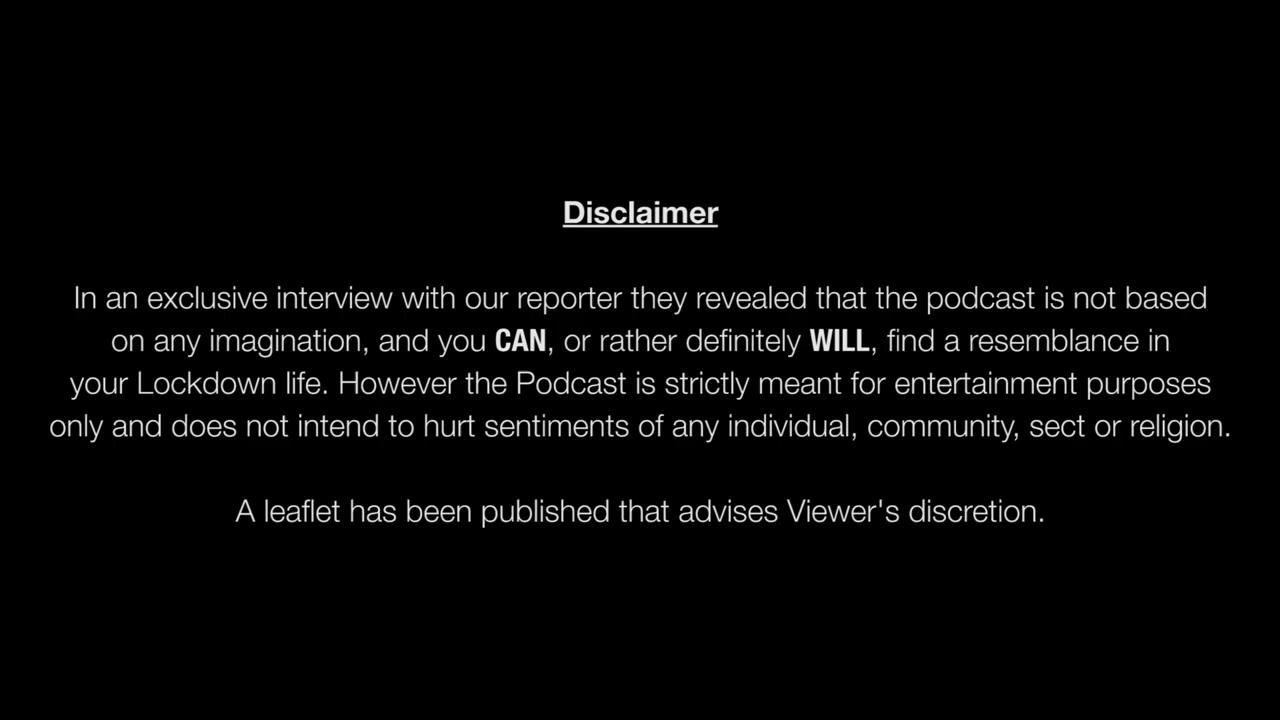 Disclaimer
In an exclusive interview with our reporter they revealed that the podcast is not based
on any imagination, and you CAN, or rather definitely WILL, find a resemblance in
your Lockdown life. However the Podcast is strictly meant for entertainment purposes
only and does not intend to hurt sentiments of any individual, community, sect or religion.
A leaflet has been published that advises Viewer's discretion.